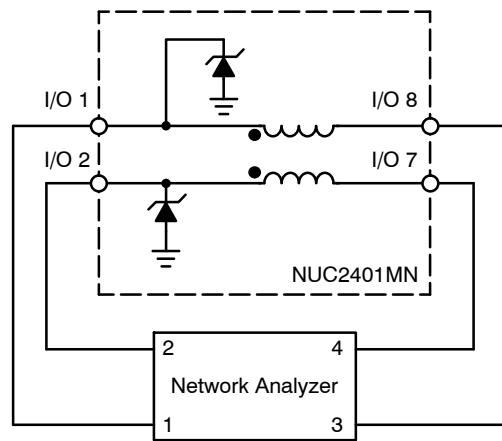 I/O 1
I/O 8
I/O 2
I/O 7
NUC2401MN
2
4
Network Analyzer
1
3